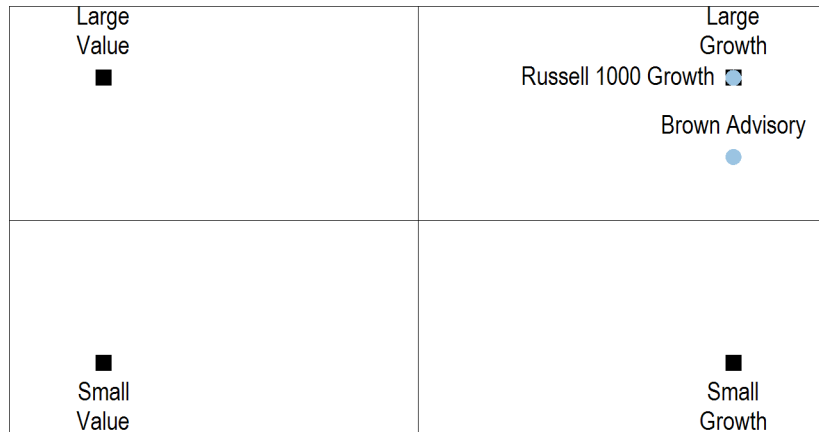 Large
Value
Large
Growth
Russell 1000 Growth
Brown Advisory
Small
Value
Small
Growth